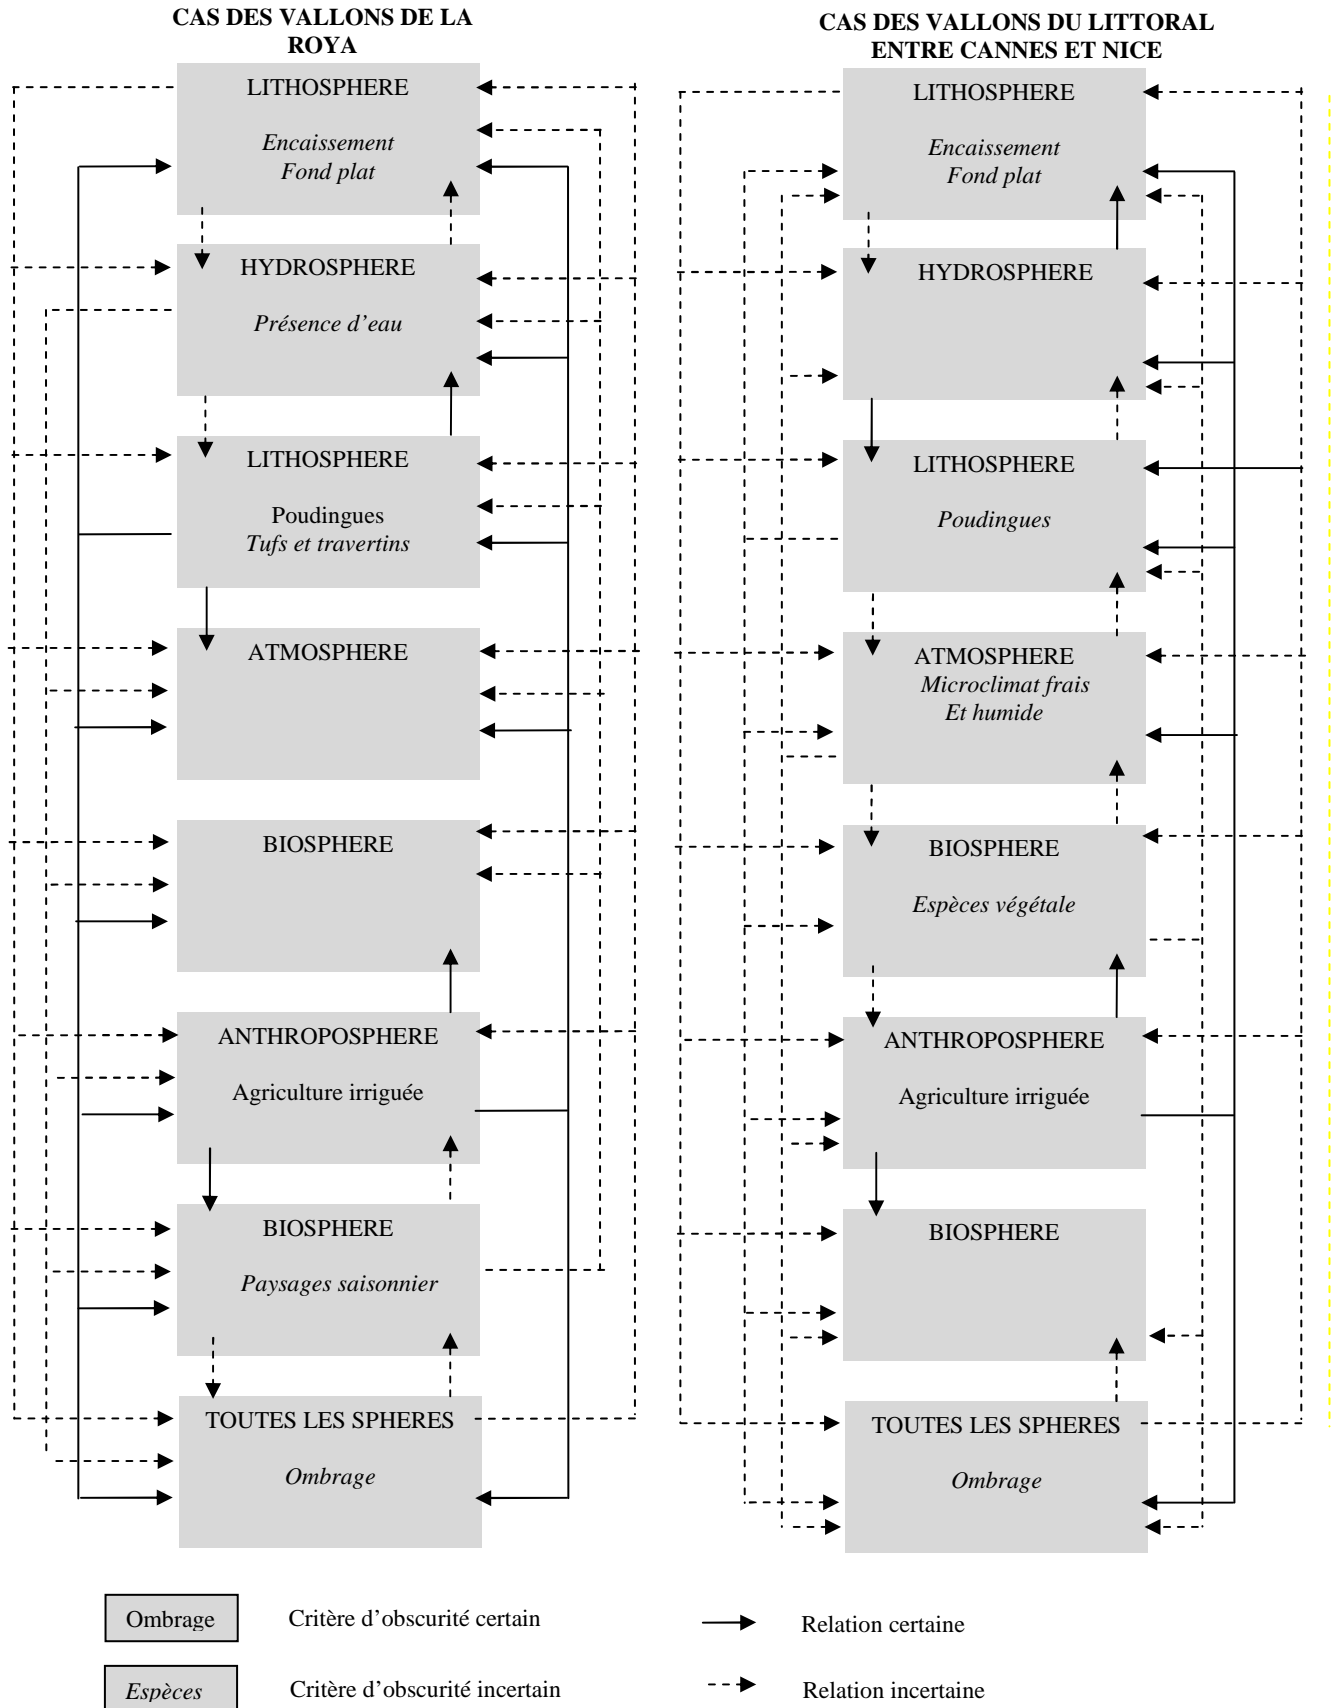 CAS DES VALLONS DE LA
ROYA
LITHOSPHERE
Encaissement
Fond plat
HYDROSPHERE
Présence d'eau
LITHOSPHERE
Poudingues
Tufs et travertins
ATMOSPHERE
BIOSPHERE
ANTHROPOSPHERE
Agriculture irriguée
BIOSPHERE
Paysages saisonnier
TOUTES LES SPHERES
Ombrage
CAS DES VALLONS DU LITTORAL
ENTRE CANNES ET NICE
LITHOSPHERE
Encaissement
Fond plat
HYDROSPHERE
LITHOSPHERE
Poudingues
ATMOSPHERE
Microclimat frais
Et humide
BIOSPHERE
Espèces végétale
ANTHROPOSPHERE
Agriculture irriguée
BIOSPHERE
TOUTES LES SPHERES
Ombrage
Ombrage
Critère d'obscurité certain
Relation certaine
Espèces
Critère d'obscurité incertain
Relation incertaine